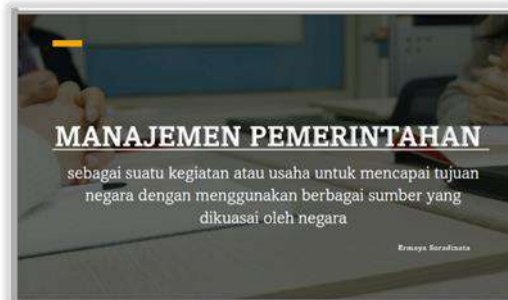 MANAJEMEN PEMERINTAHAN
sebagai suatu kegiatan atau usaha untuk mencapai tujuan
negara dengan menggunakan berbagai sumber yang
dikuasai oleh negara
Ermaya Suradinata